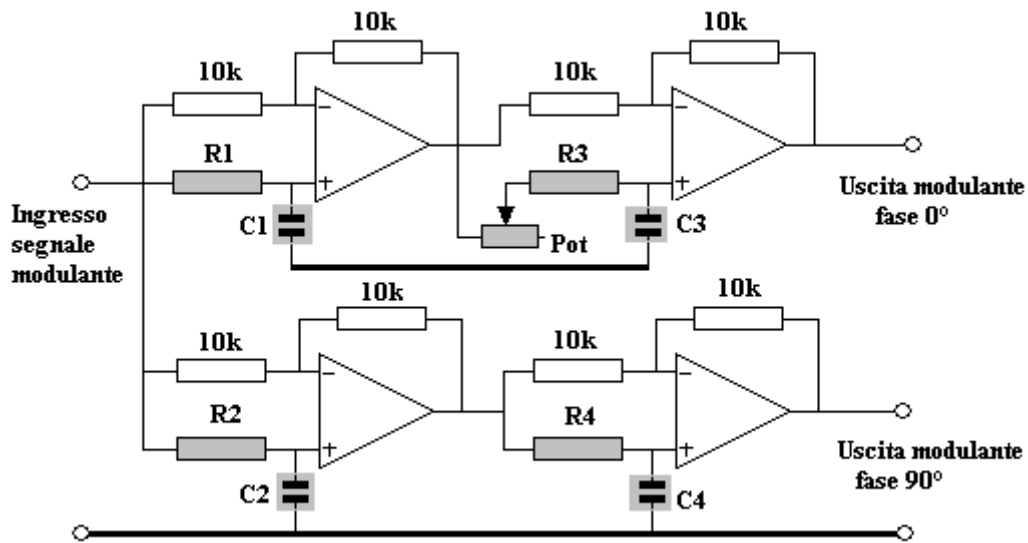 10k
10k
10k
10k
R1
R3
Ingresso
segnale
modulante
C1
Pot
C3
Uscita modulante
fase 0°
10k
10k
10k
10k
R2
R4
C2
C4
Uscita modulante
fase 90°